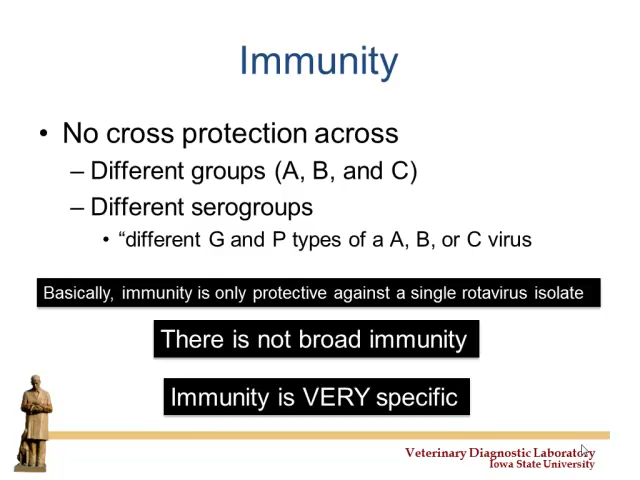 Immunity
• No cross protection across
– Different groups (A, B, and C)
– Different serogroups
• “different G and P types of a A, B, or C virus
Basically, immunity is only protective against a single rotavirus isolate
There is not broad immunity
Immunity is VERY specific
Veterinary Diagnostic Laboratory
Iowa State University